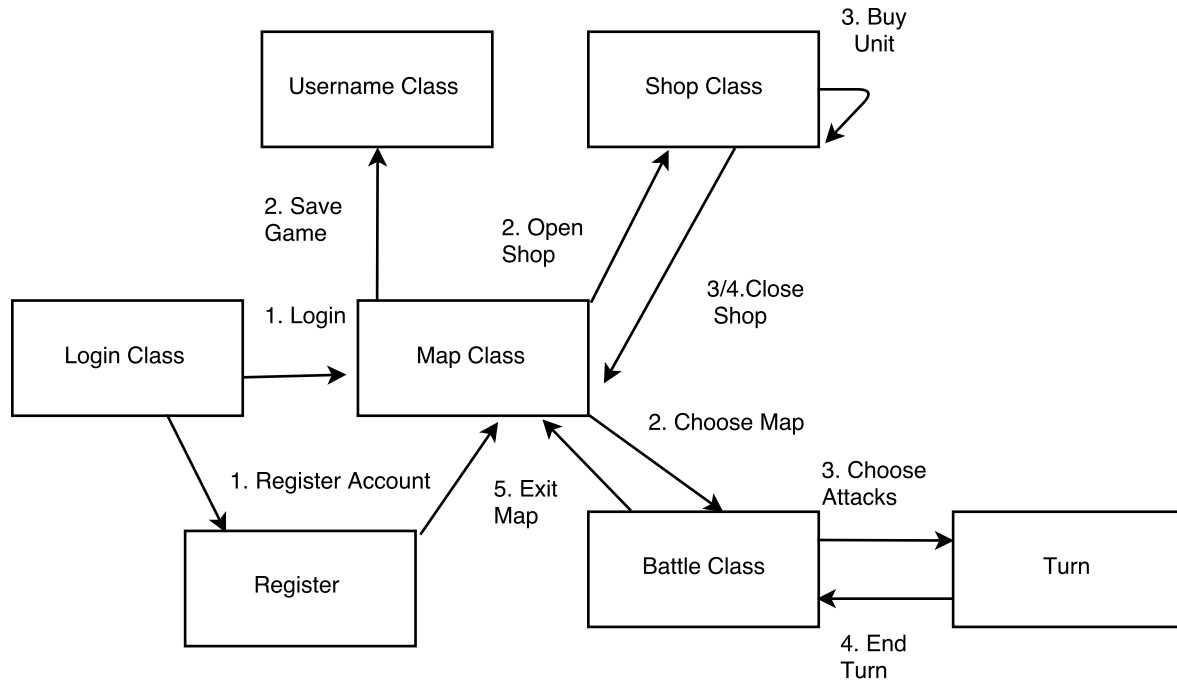 3. Buy
Unit
Username Class
Shop Class
2. Save
Game
2. Open
Shop
3/4.Close
Shop
1. Login
Login Class
Map Class
2. Choose Map
1. Register Account
5. Exit
Map
3. Choose
Attacks
Register
Battle Class
Turn
4. End
Turn